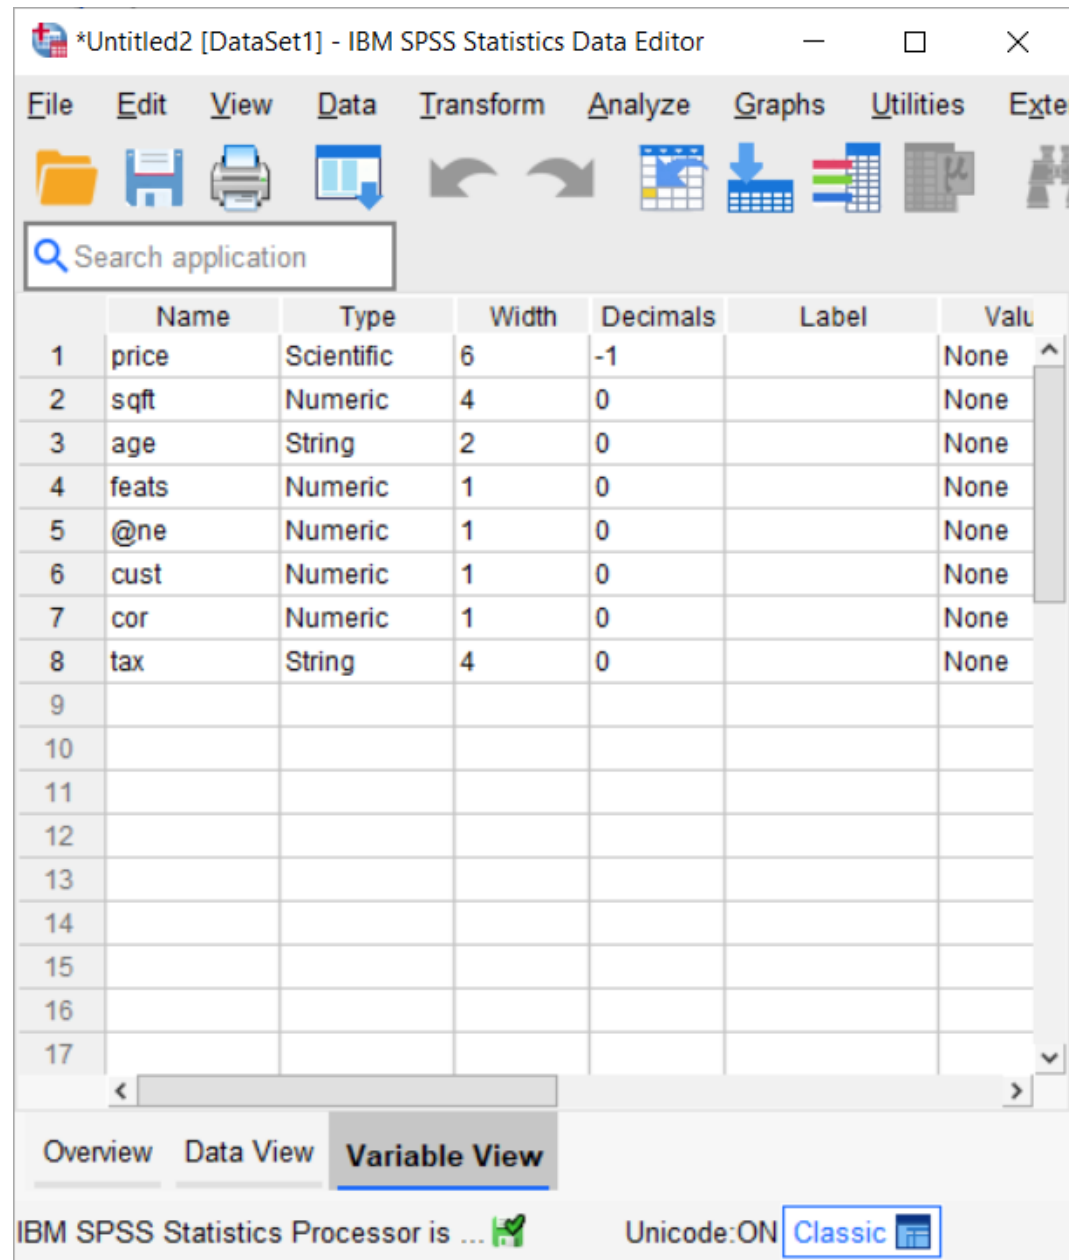 *Untitled2 [DataSet1] - IBM SPSS Statistics Data Editor
File Edit View Data Transform Analyze Graphs Utilities Exte
Search application
Name Type Width Decimals Label Valu
1 price Scientific 6 -1 None
2 sqft Numeric 4 0 None
3 age String 2 0 None
4 feats Numeric 1 0 None
5 @ne Numeric 1 0 None
6 cust Numeric 1 0 None
7 cor Numeric 1 0 None
8 tax String 4 0 None
9
10
11
12
13
14
15
16
17
Overview Data View Variable View
IBM SPSS Statistics Processor is ... Unicode:ON Classic